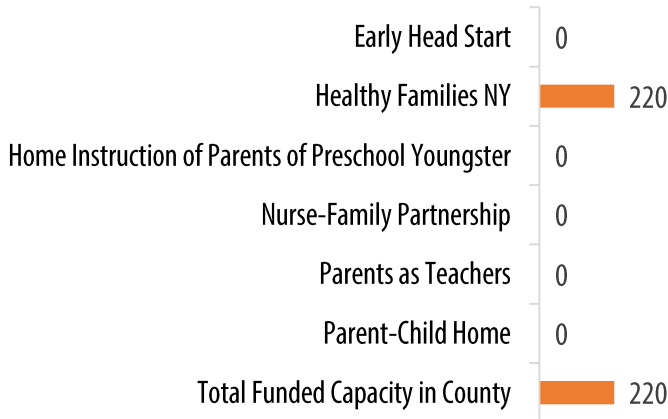 Early Head Start 0
Healthy Families NY 220
Home Instruction of Parents of Preschool Youngster 0
Nurse-Family Partnership 0
Parents as Teachers 0
Parent-Child Home 0
Total Funded Capacity in County 220